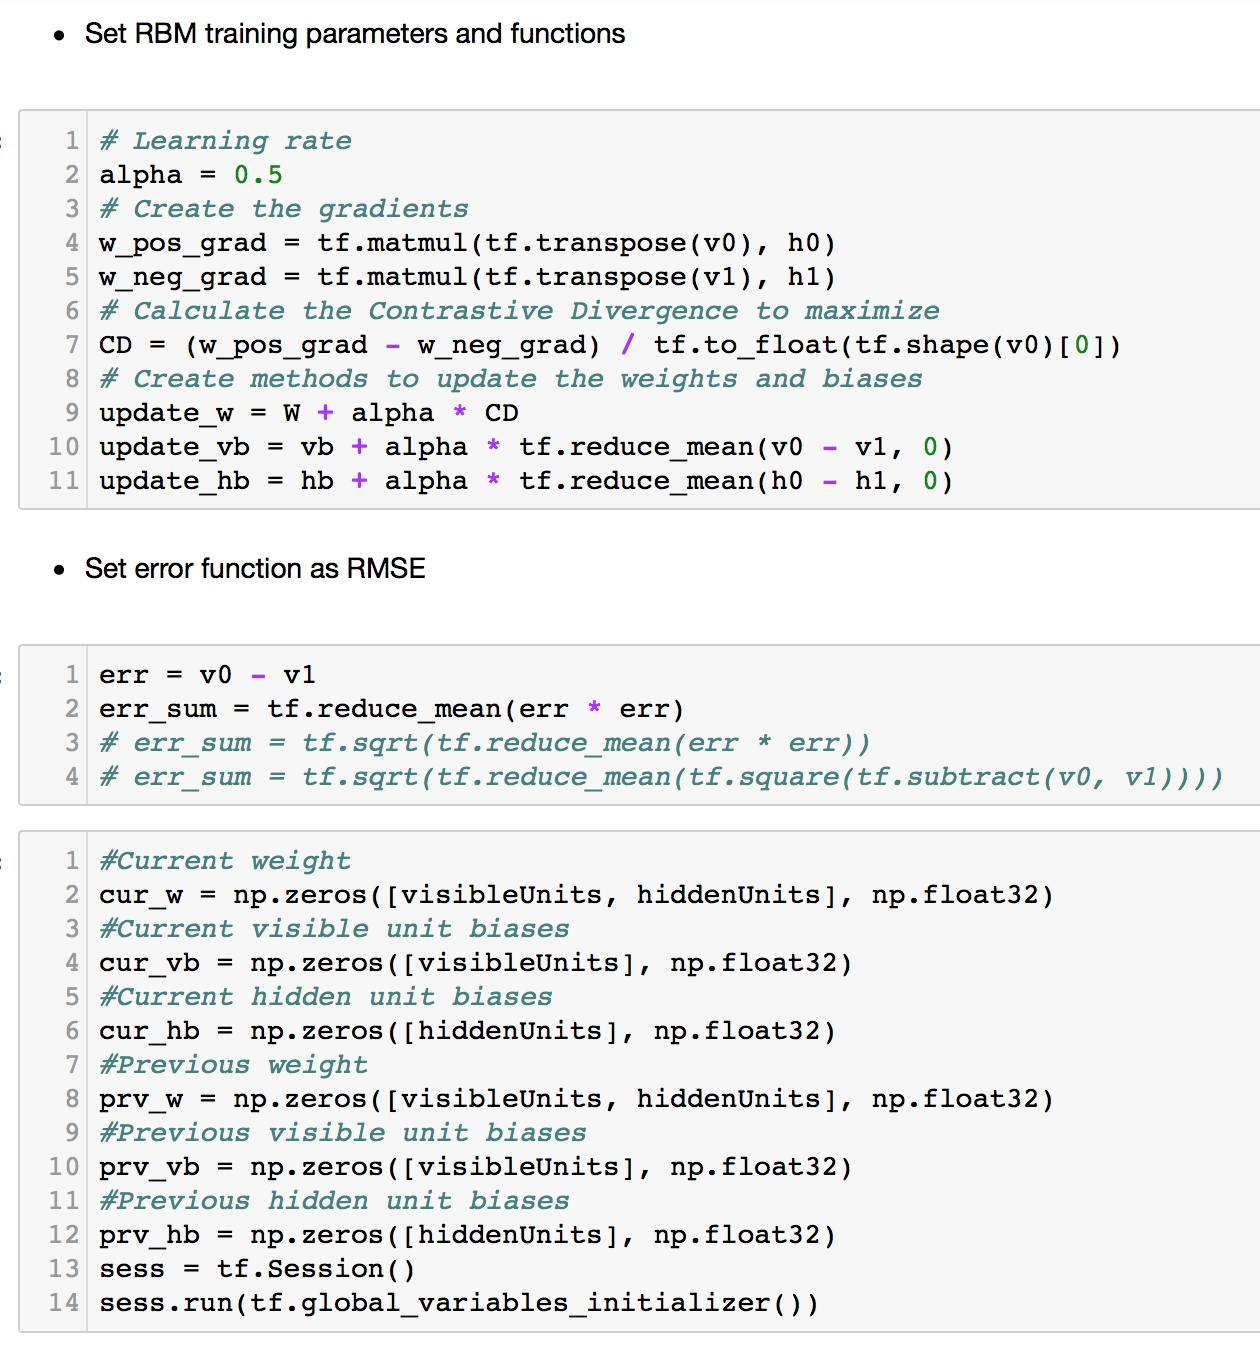 • Set RBM training parameters and functions
1 # Learning rate
2 alpha = 0.5
3 # Create the gradients
4 w_pos_grad = tf.matmul(tf.transpose(v0), h0)
5 w_neg_grad = tf.matmul(tf.transpose(v1), h1)
6 # Calculate the Contrastive Divergence to maximize
7 CD = (w_pos_grad - w_neg_grad) / tf.to_float(tf.shape(v0)[0])
8 # Create methods to update the weights and biases
9 update_w = W + alpha * CD
10 update_vb = vb + alpha * tf.reduce_mean(v0 - v1, 0)
11 update_hb = hb + alpha * tf.reduce_mean(h0 - h1, 0)
• Set error function as RMSE
1 err = v0 - v1
2 err_sum = tf.reduce_mean(err * err)
3 # err_sum = tf.sqrt(tf.reduce_mean(err * err))
4 # err_sum = tf.sqrt(tf.reduce_mean(tf.square(tf.subtract(v0, v1))))
1 #Current weight
2 cur_w = np.zeros([visibleUnits, hiddenUnits], np.float32)
3 #Current visible unit biases
4 cur_vb = np.zeros([visibleUnits], np.float32)
5 #Current hidden unit biases
6 cur_hb = np.zeros([hiddenUnits], np.float32)
7 #Previous weight
8 prv_w = np.zeros([visibleUnits, hiddenUnits], np.float32)
9 #Previous visible unit biases
10 prv_vb = np.zeros([visibleUnits], np.float32)
11 #Previous hidden unit biases
12 prv_hb = np.zeros([hiddenUnits], np.float32)
13 sess = tf.Session()
14 sess.run(tf.global_variables_initializer())